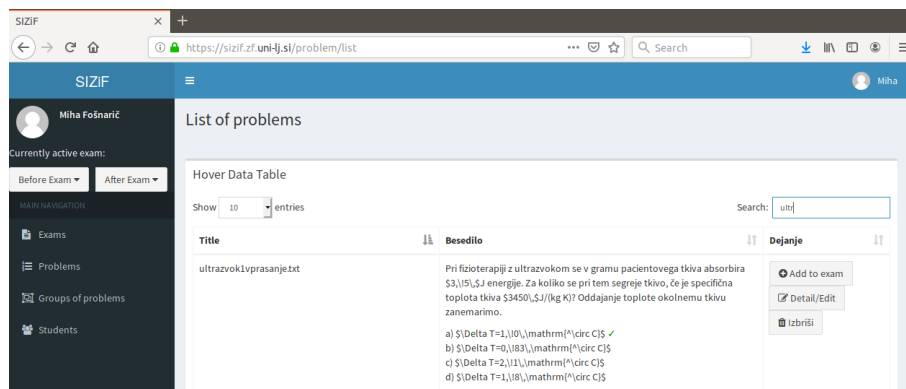 SIZiF
https://sizif.zf.uni-lj.si/problem/list
Search
SIZiF
Miha
Miha Fošnarič
Currently active exam:
Before Exam
After Exam
MAIN NAVIGATION
Exams
Problems
Groups of problems
Students
List of problems
Hover Data Table
Show 10 entries
Search: ultr
Title Besedilo Dejanje
ultrazvok1vprasanje.txt
Pri fizioterapiji z ultrazvokom se v gramu pacientovega tkiva absorbira
$3,\!5\,$J energije. Za koliko se pri tem segreje tkivo, če je specifična
toplota tkiva $3450\,$J/(kg K)? Oddajanje toplote okolnemu tkivu
zanemarimo.
a) $\Delta T=1,\!0\,\mathrm{^\circ C}$ ✓
b) $\Delta T=0,\!83\,\mathrm{^\circ C}$
c) $\Delta T=2,\!1\,\mathrm{^\circ C}$
d) $\Delta T=1,\!8\,\mathrm{^\circ C}$
Add to exam
Detail/Edit
Izbriši